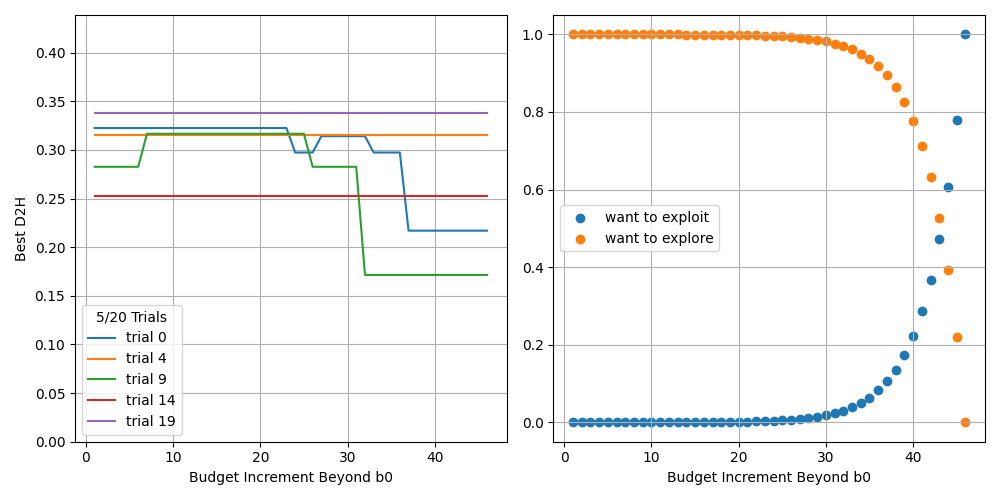 Best D2H
0.40
0.35
0.30
0.25
0.20
0.15
0.10
0.05
0.00
5/20 Trials
trial 0
trial 4
trial 9
trial 14
trial 19
0 10 20 30 40
Budget Increment Beyond b0
1.0
0.8
0.6
0.4
0.2
0.0
want to exploit
want to explore
0 10 20 30 40
Budget Increment Beyond b0